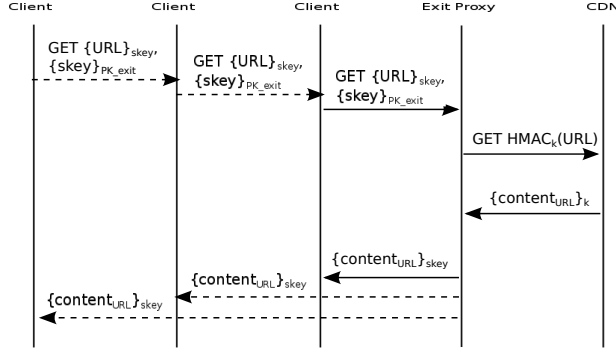 Client Client Client Exit Proxy CDN
GET {URL}skey,
{skey}PK_exit
GET {URL}skey,
{skey}PK_exit
GET {URL}skey,
{skey}PK_exit
GET HMACk(URL)
{contentURL}k
{contentURL}skey
{contentURL}skey
{contentURL}skey